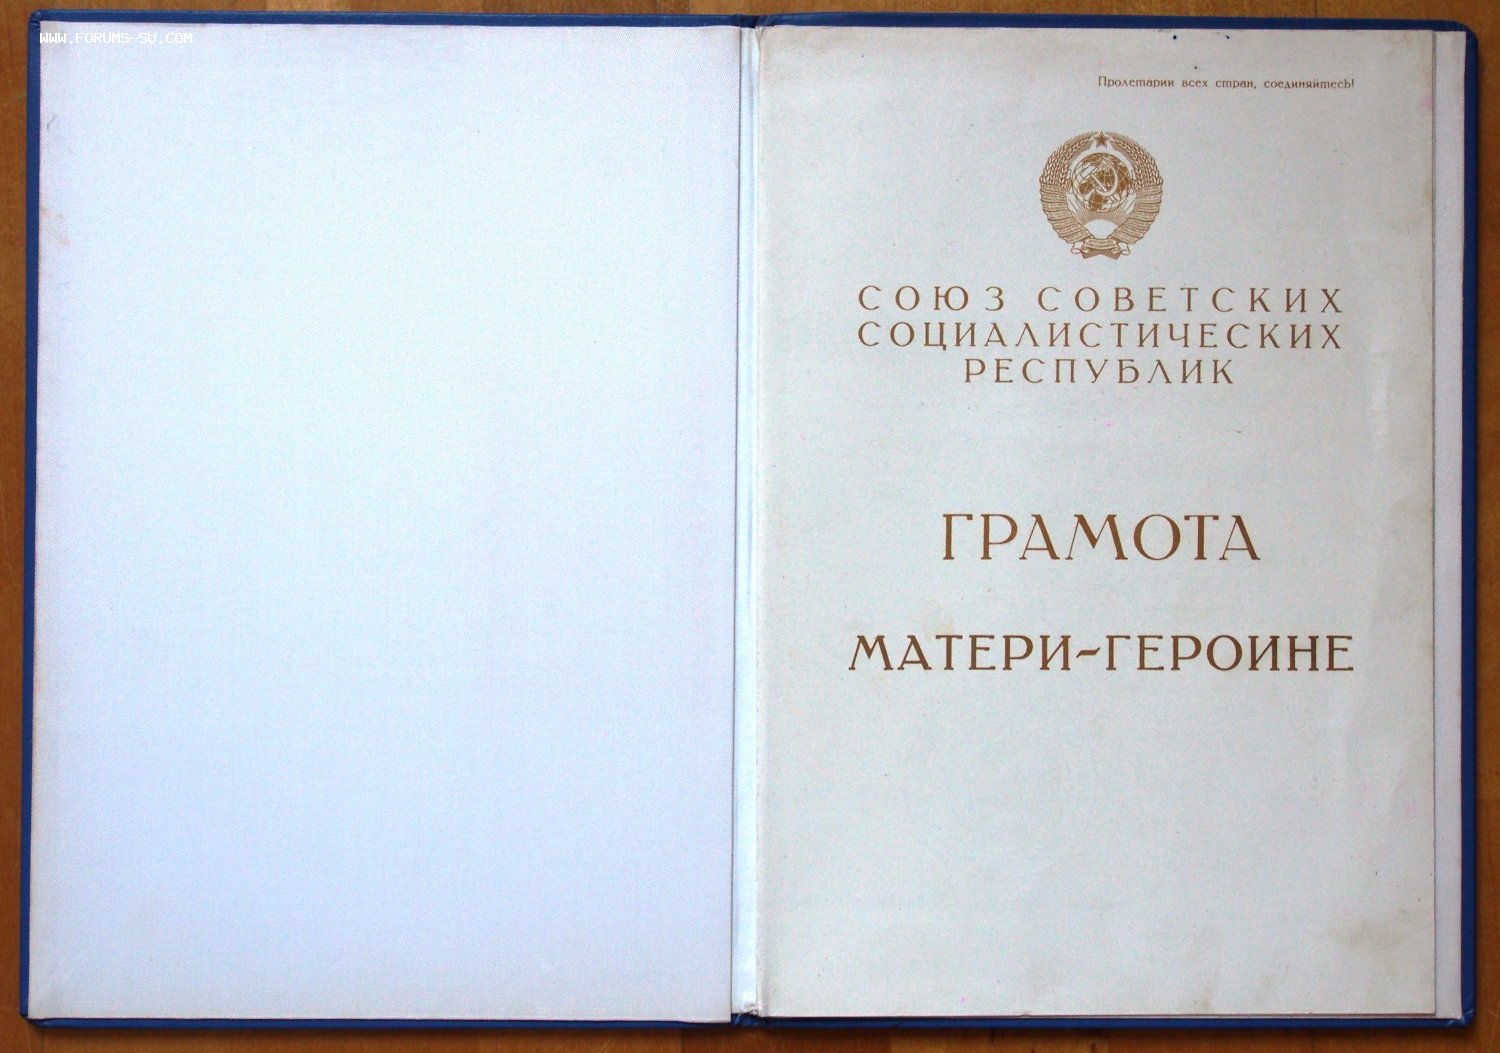 WWW.FORUMS-SU.COM
Пролетарии всех стран, соединяйтесь!
СОЮЗ СОВЕТСКИХ
СОЦИАЛИСТИЧЕСКИХ
РЕСПУБЛИК
ГРАМОТА
МАТЕРИ-ГЕРОИНЕ